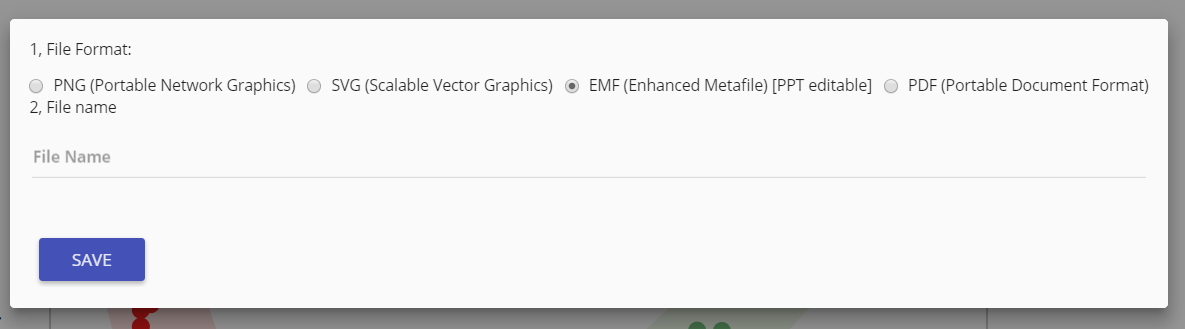 1, File Format:
PNG (Portable Network Graphics) SVG (Scalable Vector Graphics) EMF (Enhanced Metafile) [PPT editable] PDF (Portable Document Format)
2, File name
File Name
SAVE